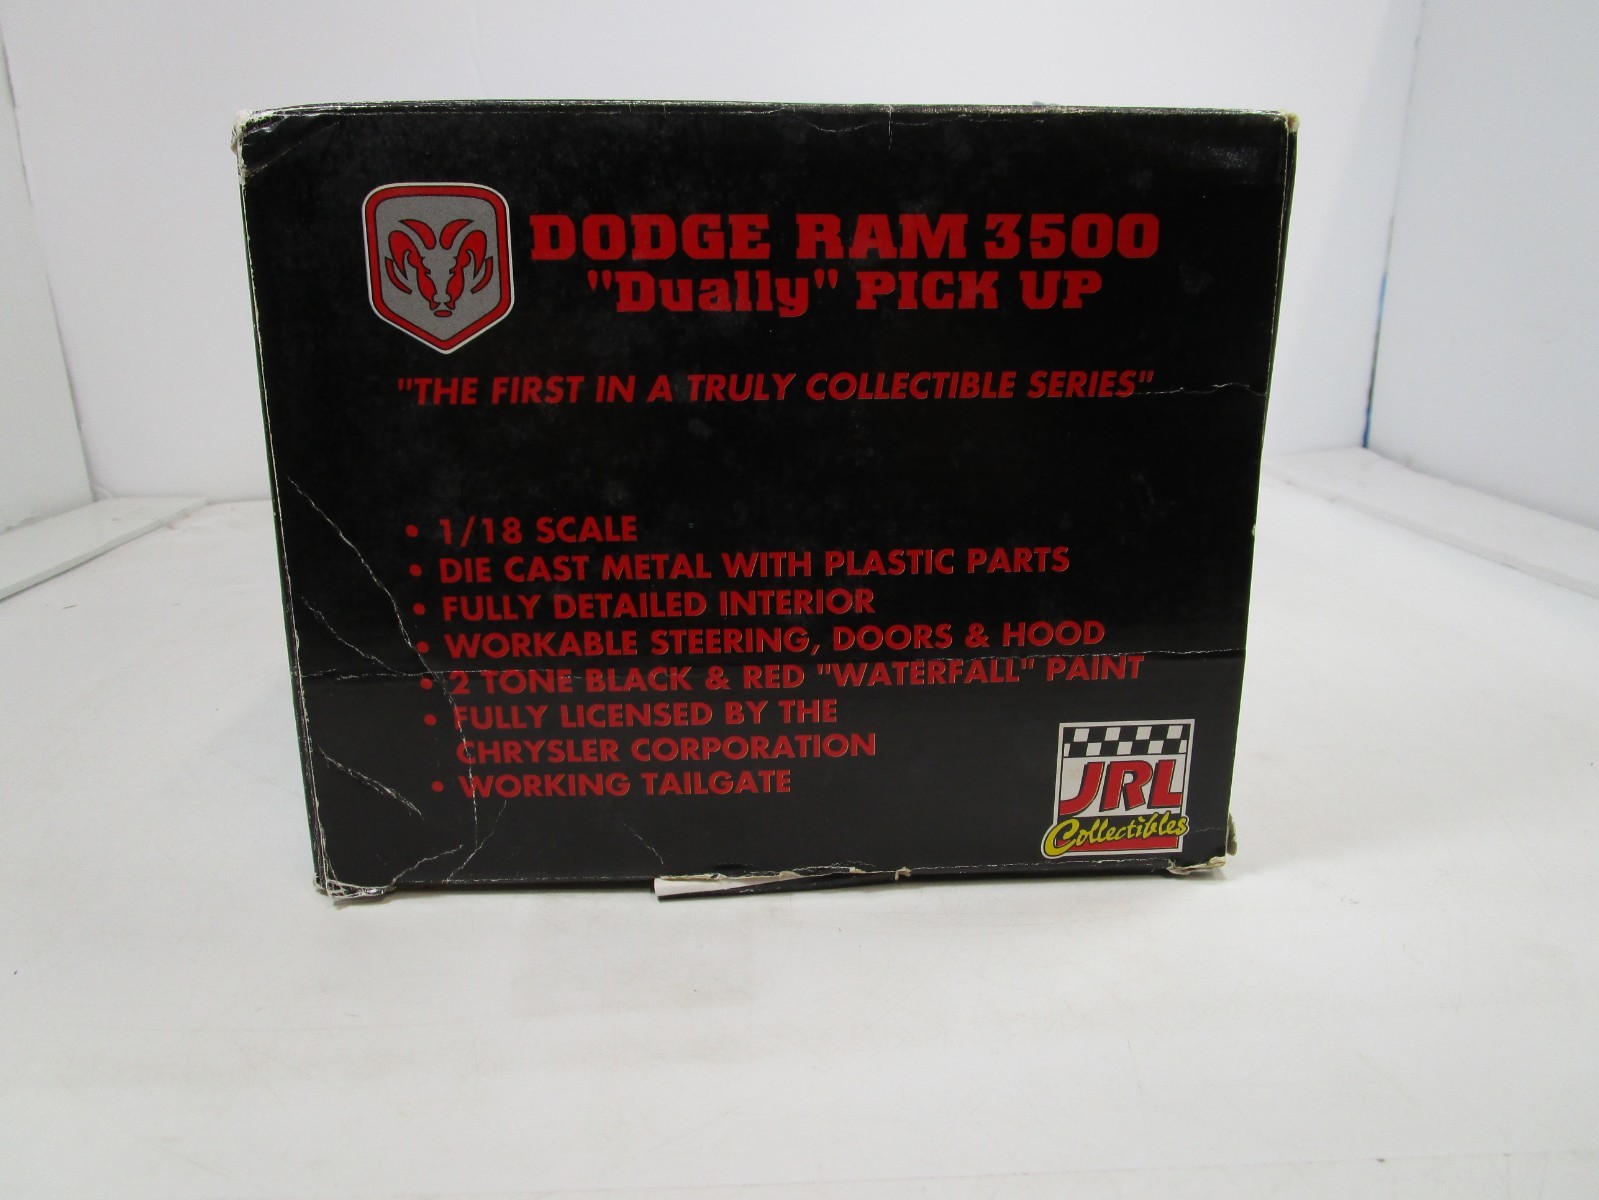 DODGE RAM 3500
"Dually" PICK UP
"THE FIRST IN A TRULY COLLECTIBLE SERIES"
• 1/18 SCALE
• DIE CAST METAL WITH PLASTIC PARTS
• FULLY DETAILED INTERIOR
• WORKABLE STEERING, DOORS & HOOD
• 2 TONE BLACK & RED "WATERFALL" PAINT
• FULLY LICENSED BY THE
CHRYSLER CORPORATION
• WORKING TAILGATE
JRL
Collectibles